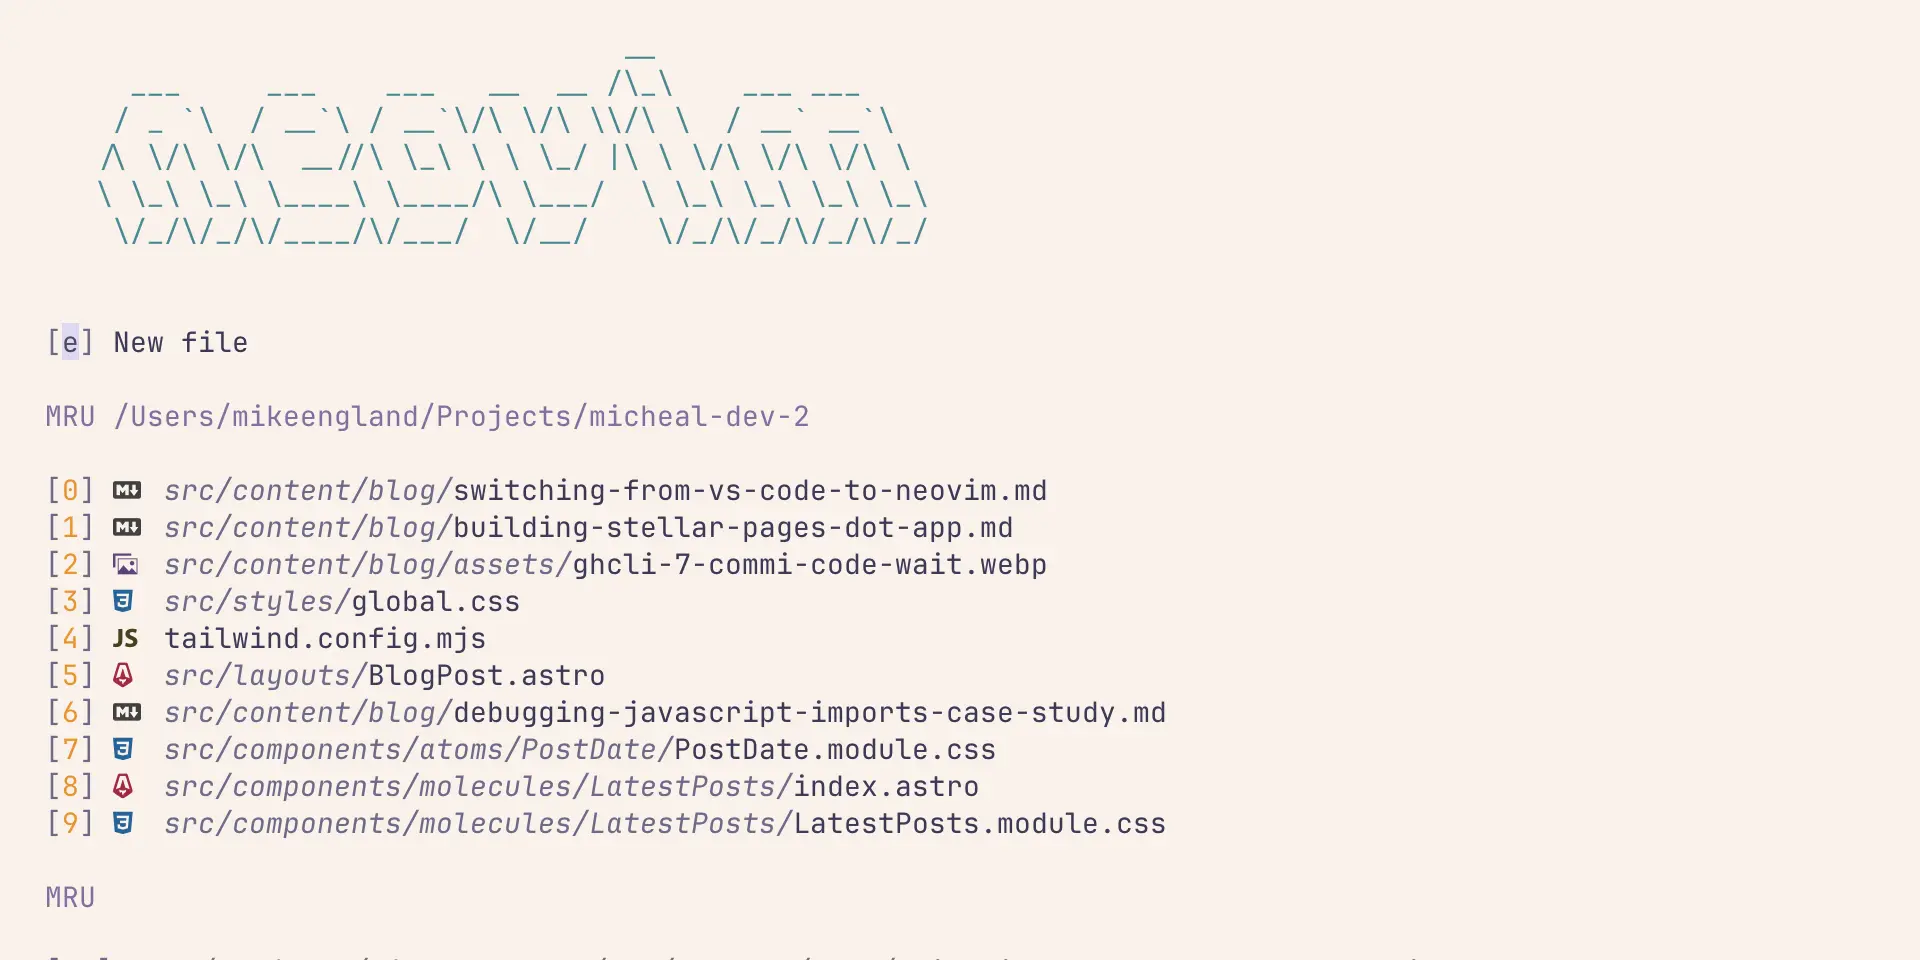 neovim
[e] New file
MRU /Users/mikeengland/Projects/micheal-dev-2
[0] M↓ src/content/blog/switching-from-vs-code-to-neovim.md
[1] M↓ src/content/blog/building-stellar-pages-dot-app.md
[2] src/content/blog/assets/ghcli-7-commi-code-wait.webp
[3] 3 src/styles/global.css
[4] JS tailwind.config.mjs
[5] src/layouts/BlogPost.astro
[6] M↓ src/content/blog/debugging-javascript-imports-case-study.md
[7] 3 src/components/atoms/PostDate/PostDate.module.css
[8] src/components/molecules/LatestPosts/index.astro
[9] 3 src/components/molecules/LatestPosts/LatestPosts.module.css
MRU